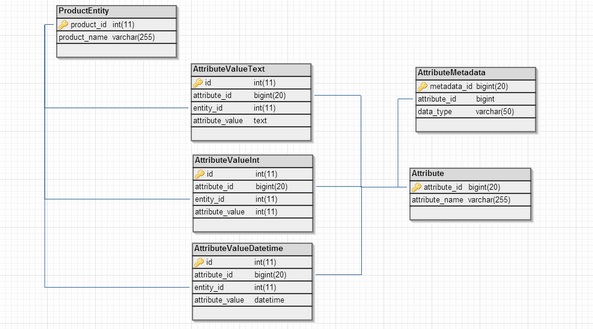 ProductEntity
product_id int(11)
product_name varchar(255)
AttributeValueText
id int(11)
attribute_id bigint(20)
entity_id int(11)
attribute_value text
AttributeValueInt
id int(11)
attribute_id bigint(20)
entity_id int(11)
attribute_value int(11)
AttributeValueDatetime
id int(11)
attribute_id bigint(20)
entity_id int(11)
attribute_value datetime
AttributeMetadata
metadata_id bigint(20)
attribute_id bigint
data_type varchar(50)
Attribute
attribute_id bigint(20)
attribute_name varchar(255)